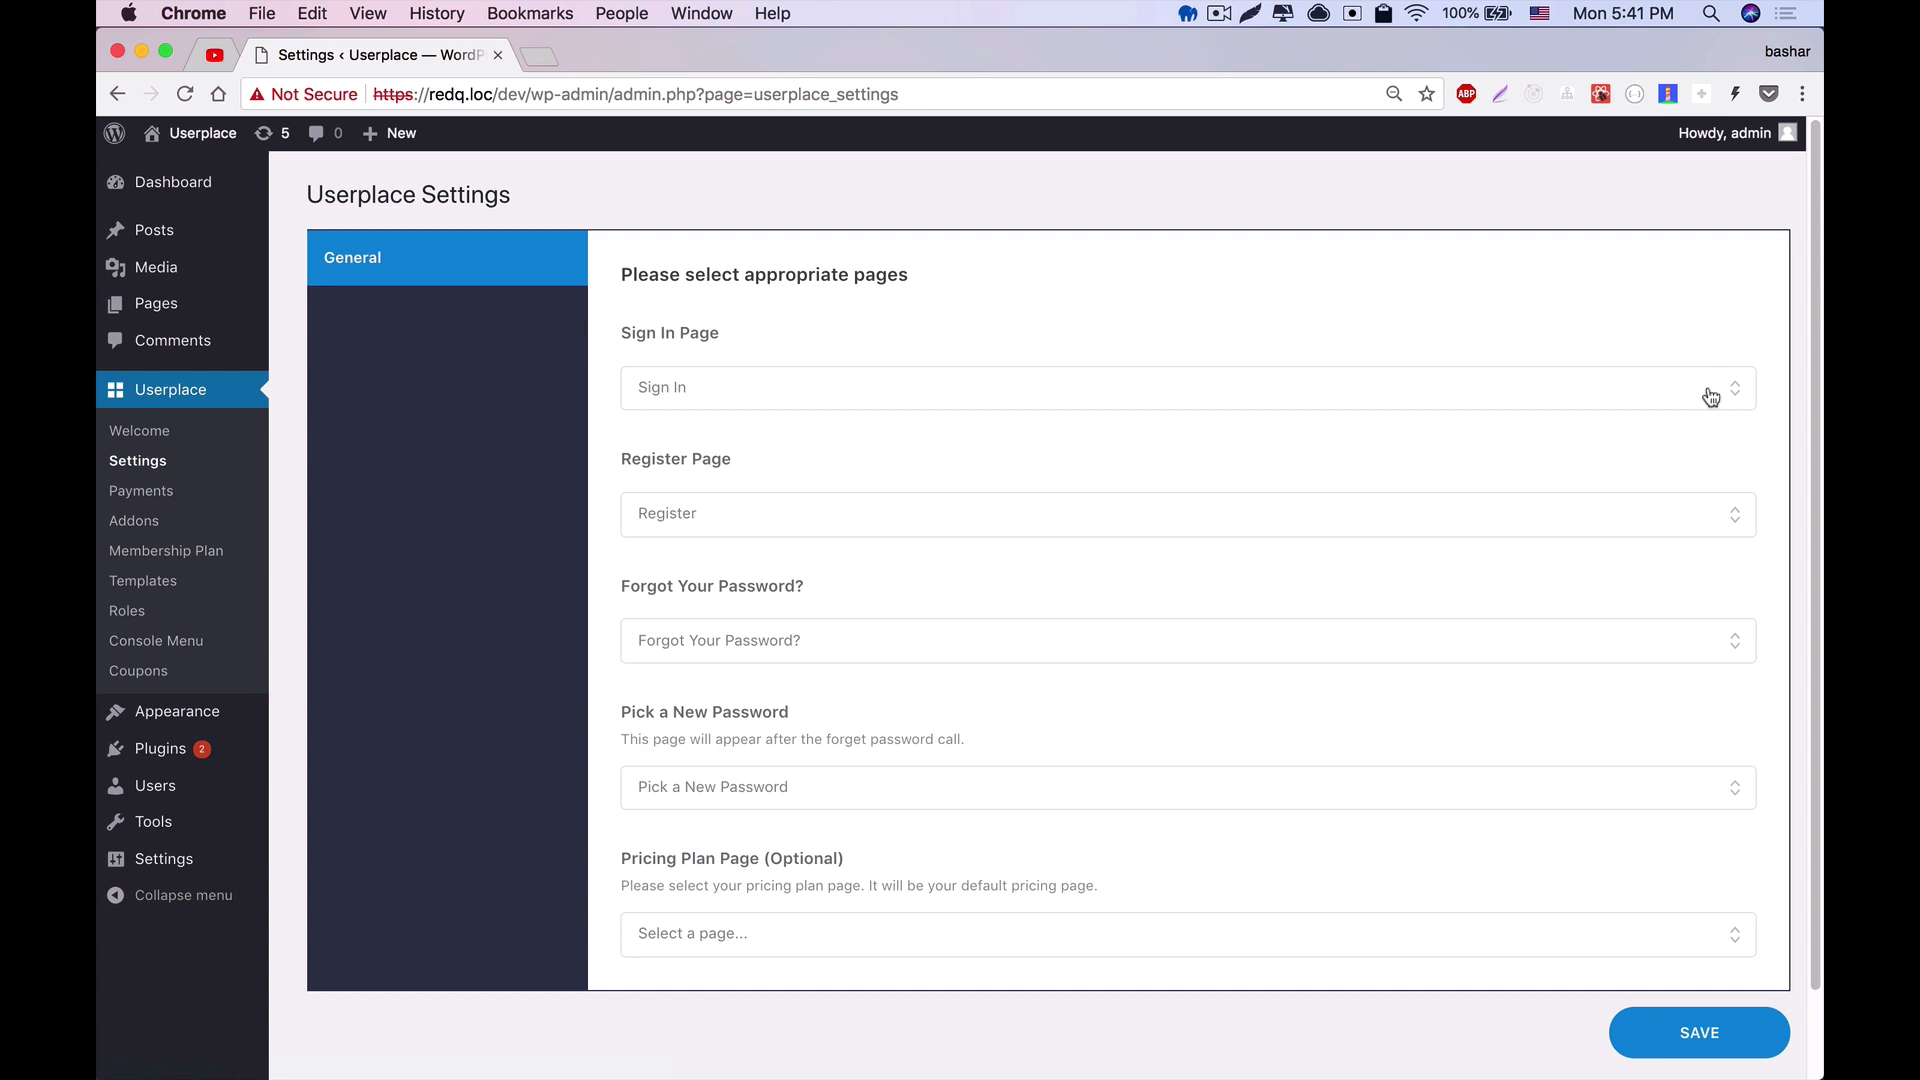 Chrome File Edit View History Bookmarks People Window Help 100% Mon 5:41 PM
Settings ‹ Userplace — WordP bashar
Not Secure https://redq.loc/dev/wp-admin/admin.php?page=userplace_settings ABP
Userplace 5 0 New Howdy, admin
Dashboard
Posts
Media
Pages
Comments
Userplace
Welcome
Settings
Payments
Addons
Membership Plan
Templates
Roles
Console Menu
Coupons
Appearance
Plugins 2
Users
Tools
Settings
Collapse menu
Userplace Settings
General
Please select appropriate pages
Sign In Page
Sign In
Register Page
Register
Forgot Your Password?
Forgot Your Password?
Pick a New Password
This page will appear after the forget password call.
Pick a New Password
Pricing Plan Page (Optional)
Please select your pricing plan page. It will be your default pricing page.
Select a page...
SAVE